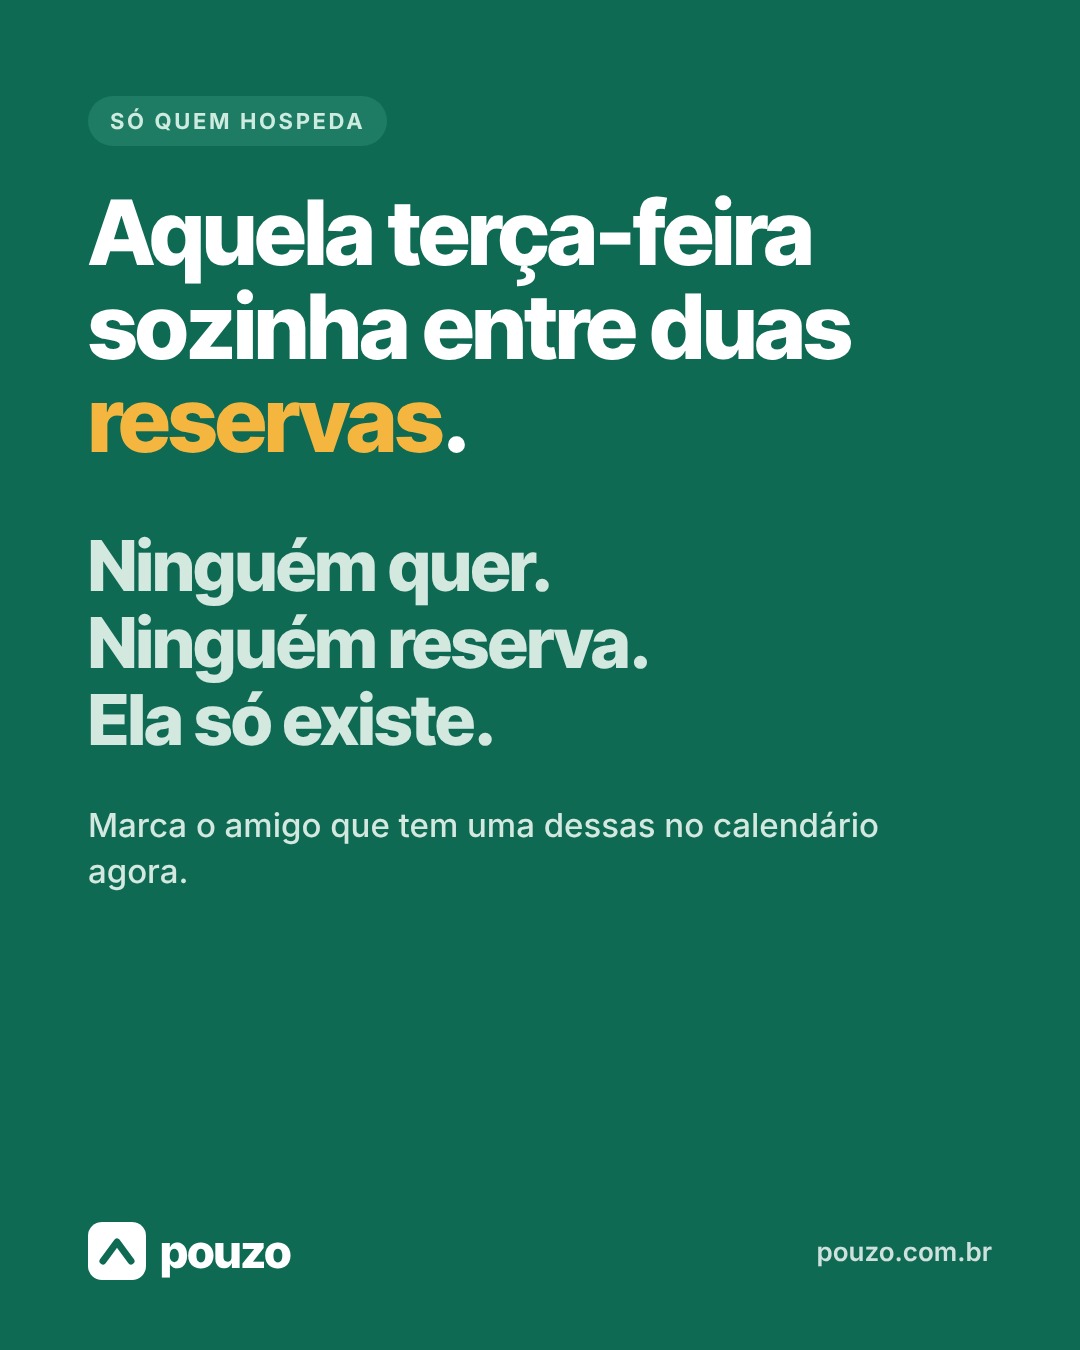 SÓ QUEM HOSPEDA
Aquela terça-feira
sozinha entre duas
reservas.
Ninguém quer.
Ninguém reserva.
Ela só existe.
Marca o amigo que tem uma dessas no calendário
agora.
pouzo
pouzo.com.br